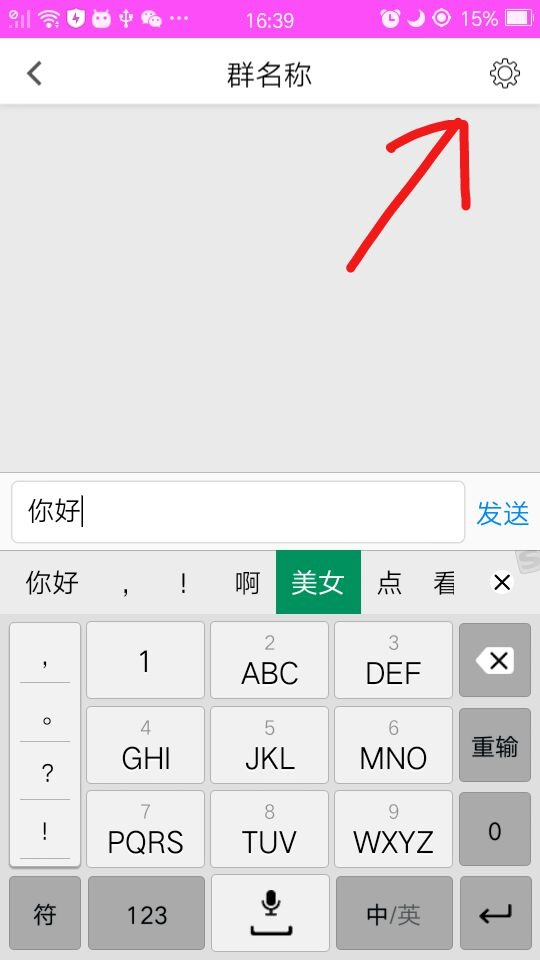 16:39 15%
群名称
你好
发送
你好 , ! 啊 美女 点 看
, 1 2 ABC 3 DEF
。 4 GHI 5 JKL 6 MNO 重输
? ! 7 PQRS 8 TUV 9 WXYZ 0
符 123 中/英